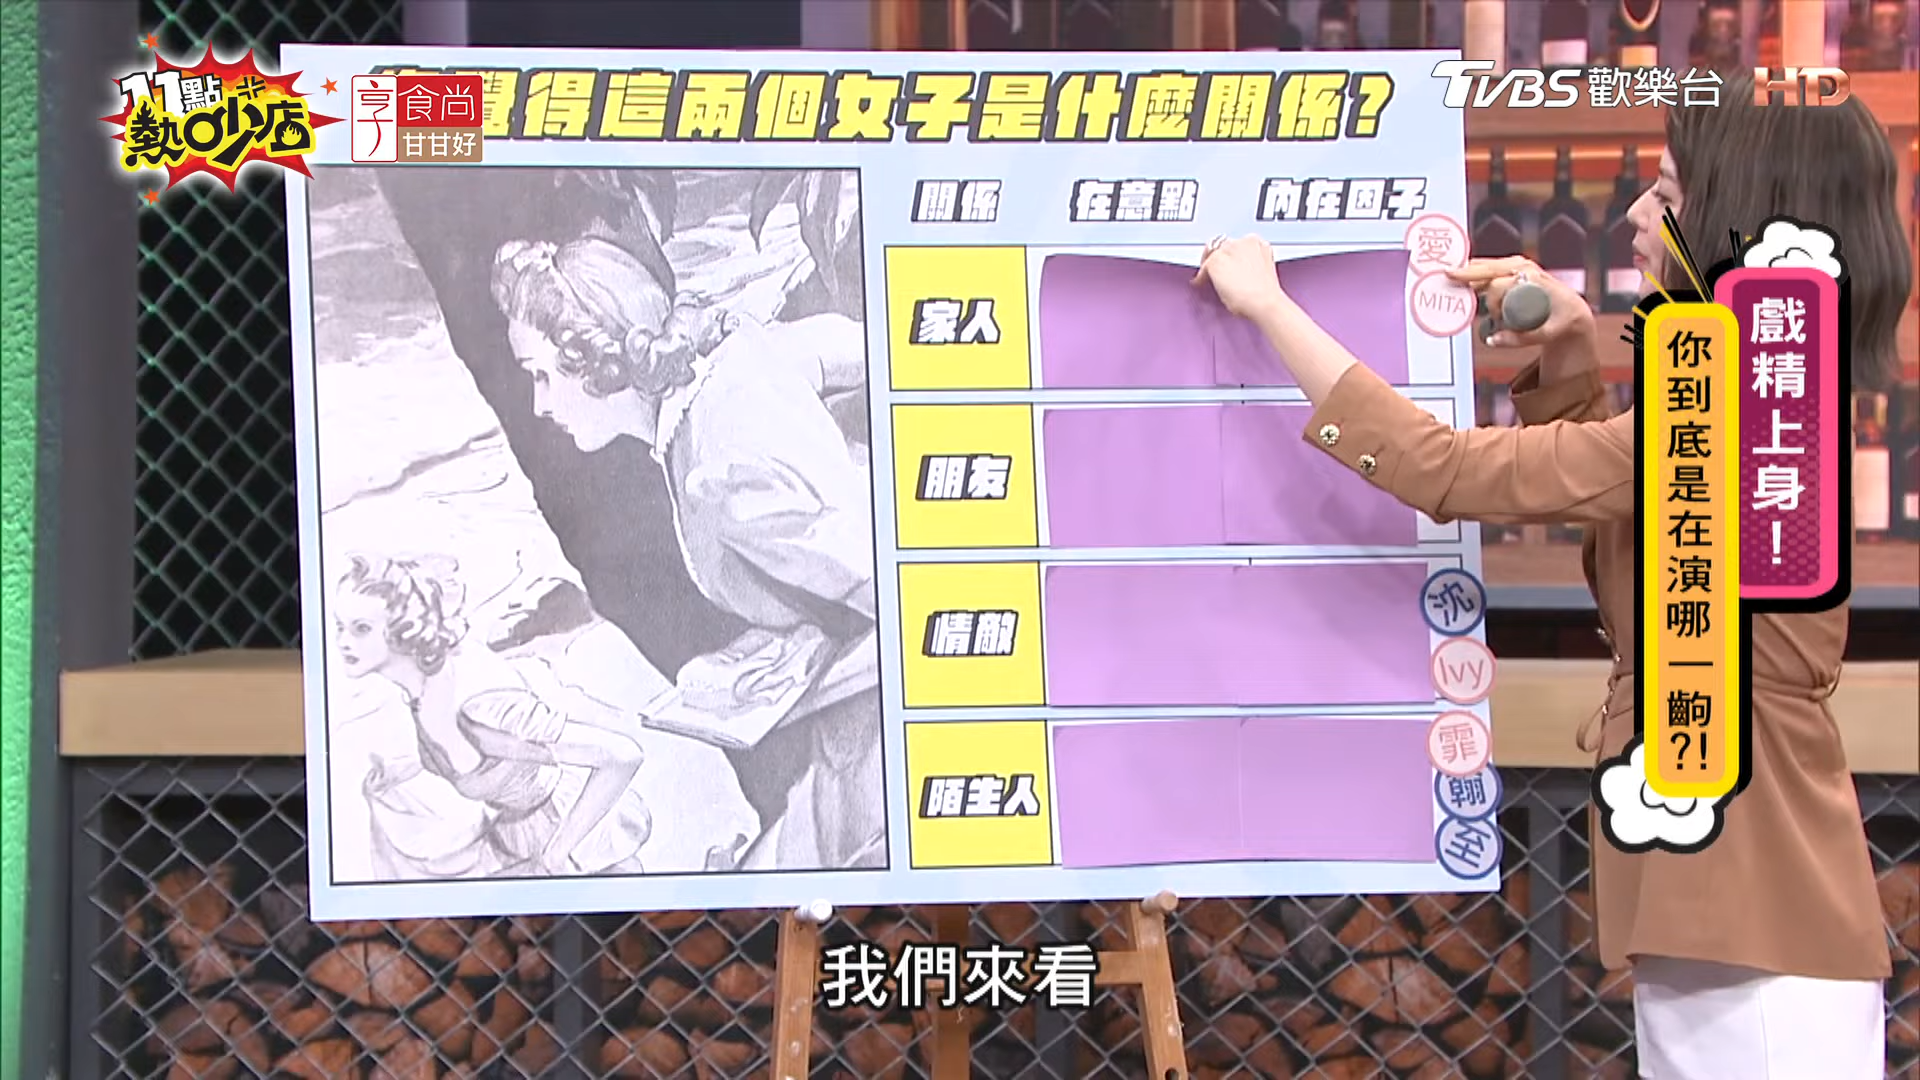 11點
熱吵店
享食尚
甘甘好
覺得這兩個女子是什麼關係?
TVBS歡樂台 HD
關係 在意點 內在因子
家人
愛
MITA
朋友
情敵
沈
Ivy
陌生人
霏
翰
至
戲精上身!
你到底是在演哪一齣?!
我們來看